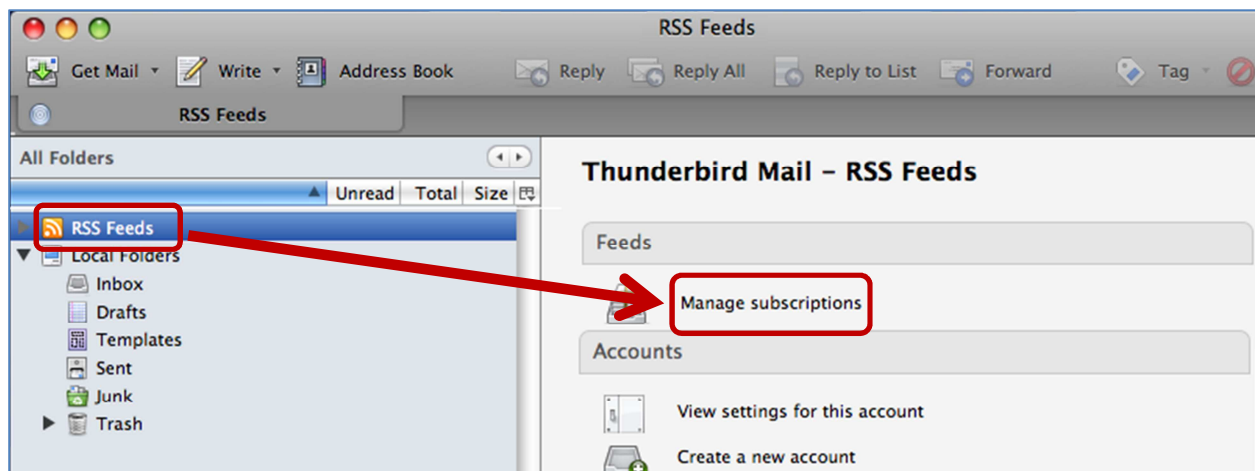 RSS Feeds
Get Mail Write Address Book Reply Reply All Reply to List Forward Tag
RSS Feeds
All Folders
Unread Total Size
RSS Feeds
Local Folders
Inbox
Drafts
Templates
Sent
Junk
Trash
Thunderbird Mail – RSS Feeds
Feeds
Manage subscriptions
Accounts
View settings for this account
Create a new account